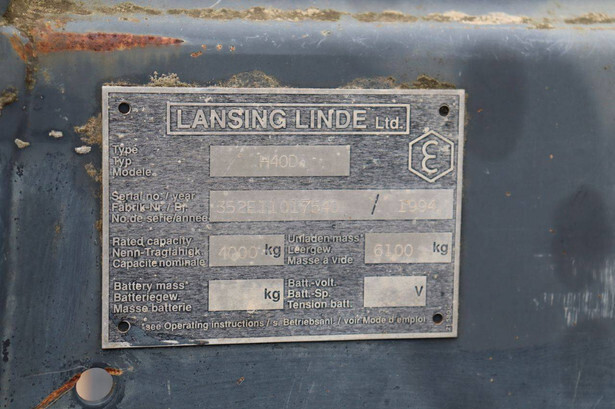 LANSING LINDE Ltd.
Type
Typ
Modele
H40D
Serial no. / year
Fabrik-Nr. /
No. de serie/annee
/ 1994
Rated capacity
Nenn-Tragfähigk.
Capacite nominale
4000 kg
Unladen mass*
Leergew.
Masse à vide
6100 kg
Battery mass*
Batteriegew.
Masse batterie
kg
Batt-volt.
Batt.-Sp.
Tension batt.
V
*see Operating instructions / s. Betriebsanl. / voir Mode d'emploi